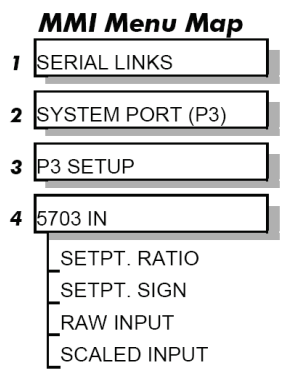 MMI Menu Map
1 SERIAL LINKS
2 SYSTEM PORT (P3)
3 P3 SETUP
4 5703 IN
SETPT. RATIO
SETPT. SIGN
RAW INPUT
SCALED INPUT